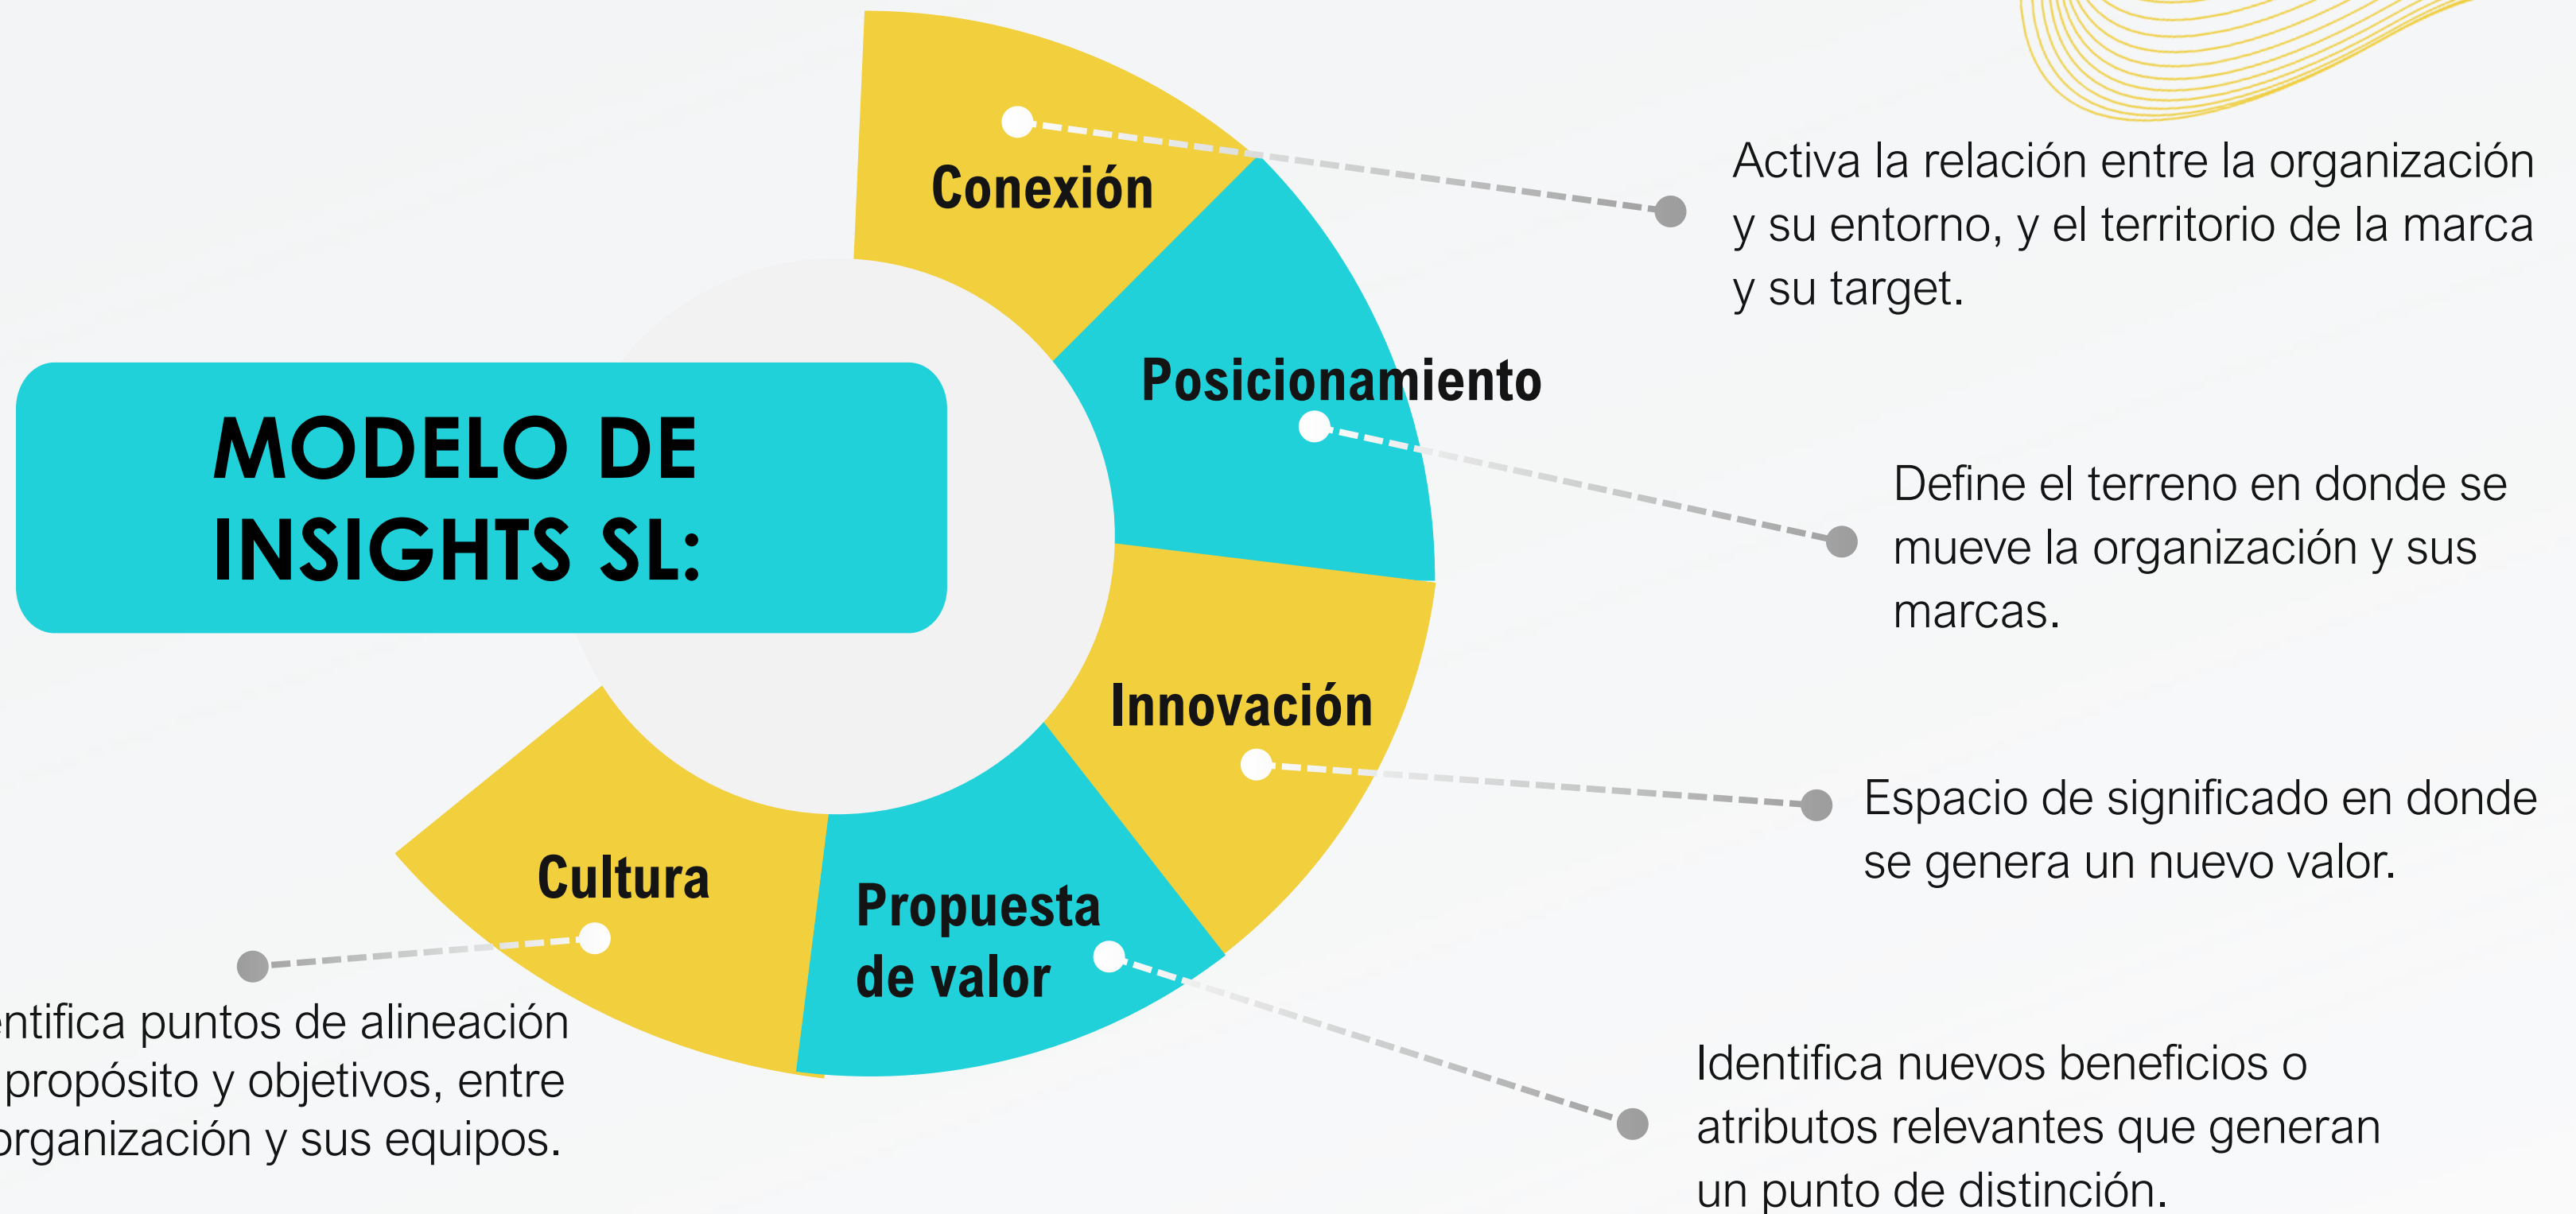 MODELO DE
INSIGHTS SL:
Conexión
Activa la relación entre la organización
y su entorno, y el territorio de la marca
y su target.
Posicionamiento
Define el terreno en donde se
mueve la organización y sus
marcas.
Innovación
Espacio de significado en donde
se genera un nuevo valor.
Propuesta
de valor
Identifica nuevos beneficios o
atributos relevantes que generan
un punto de distinción.
Cultura
entifica puntos de alineación
propósito y objetivos, entre
organización y sus equipos.